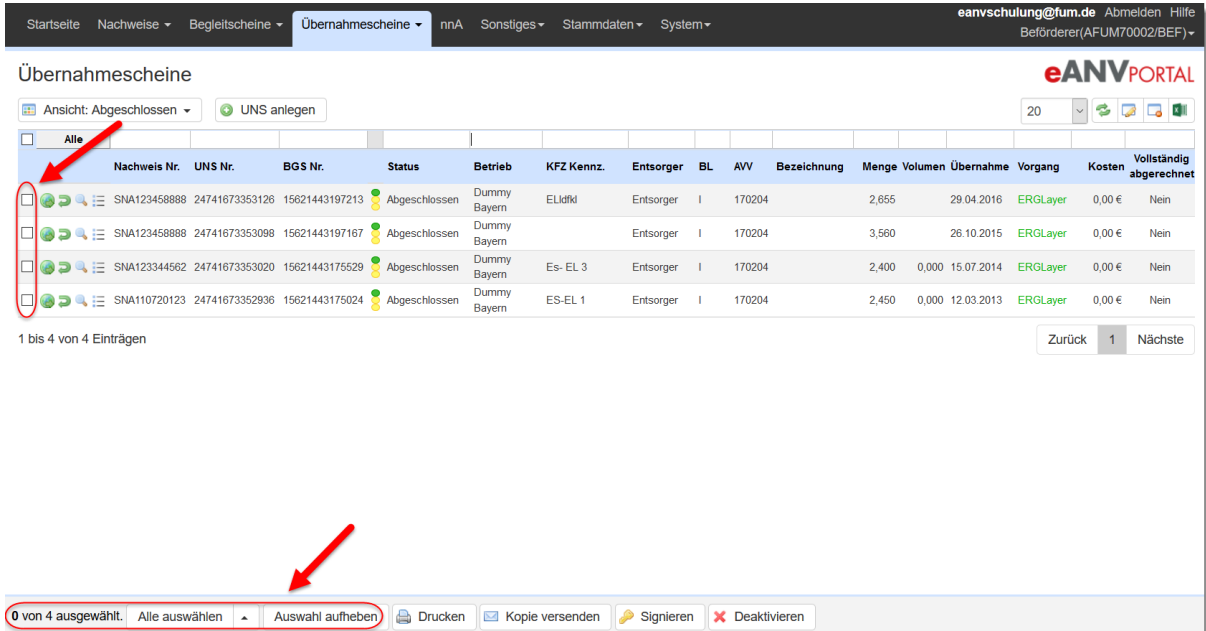 eanvschulung@fum.de Abmelden Hilfe
Startseite Nachweise Begleitscheine Übernahmescheine nnA Sonstiges Stammdaten System
Beförderer(AFUM70002/BEF)
Übernahmescheine
eANVPORTAL
Ansicht: Abgeschlossen UNS anlegen 20
Alle
Nachweis Nr. UNS Nr. BGS Nr. Status Betrieb KFZ Kennz. Entsorger BL AVV Bezeichnung Menge Volumen Übernahme Vorgang Kosten Vollständig abgerechnet
SNA123458888 24741673353126 15621443197213 Abgeschlossen Dummy Bayern ELldfkl Entsorger I 170204 2,655 29.04.2016 ERGLayer 0,00 € Nein
SNA123458888 24741673353098 15621443197167 Abgeschlossen Dummy Bayern Entsorger I 170204 3,560 26.10.2015 ERGLayer 0,00 € Nein
SNA123344562 24741673353020 15621443175529 Abgeschlossen Dummy Bayern Es- EL 3 Entsorger I 170204 2,400 0,000 15.07.2014 ERGLayer 0,00 € Nein
SNA110720123 24741673352936 15621443175024 Abgeschlossen Dummy Bayern ES-EL 1 Entsorger I 170204 2,450 0,000 12.03.2013 ERGLayer 0,00 € Nein
1 bis 4 von 4 Einträgen Zurück 1 Nächste
0 von 4 ausgewählt. Alle auswählen Auswahl aufheben Drucken Kopie versenden Signieren Deaktivieren